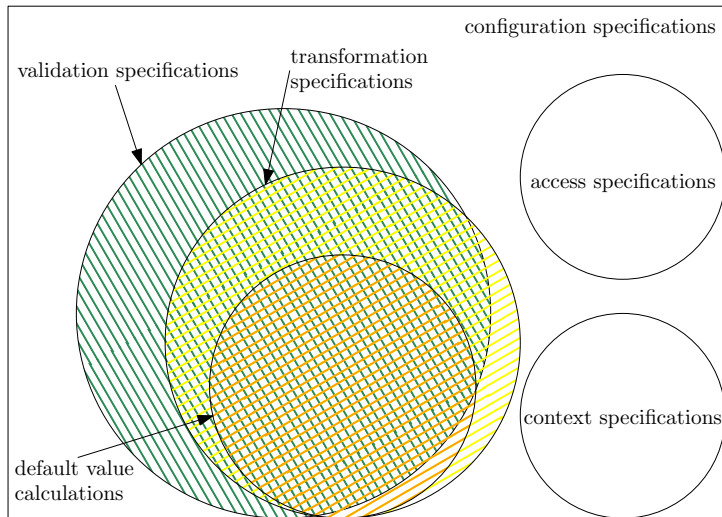 configuration specifications
validation specifications
transformation
specifications
access specifications
context specifications
default value
calculations